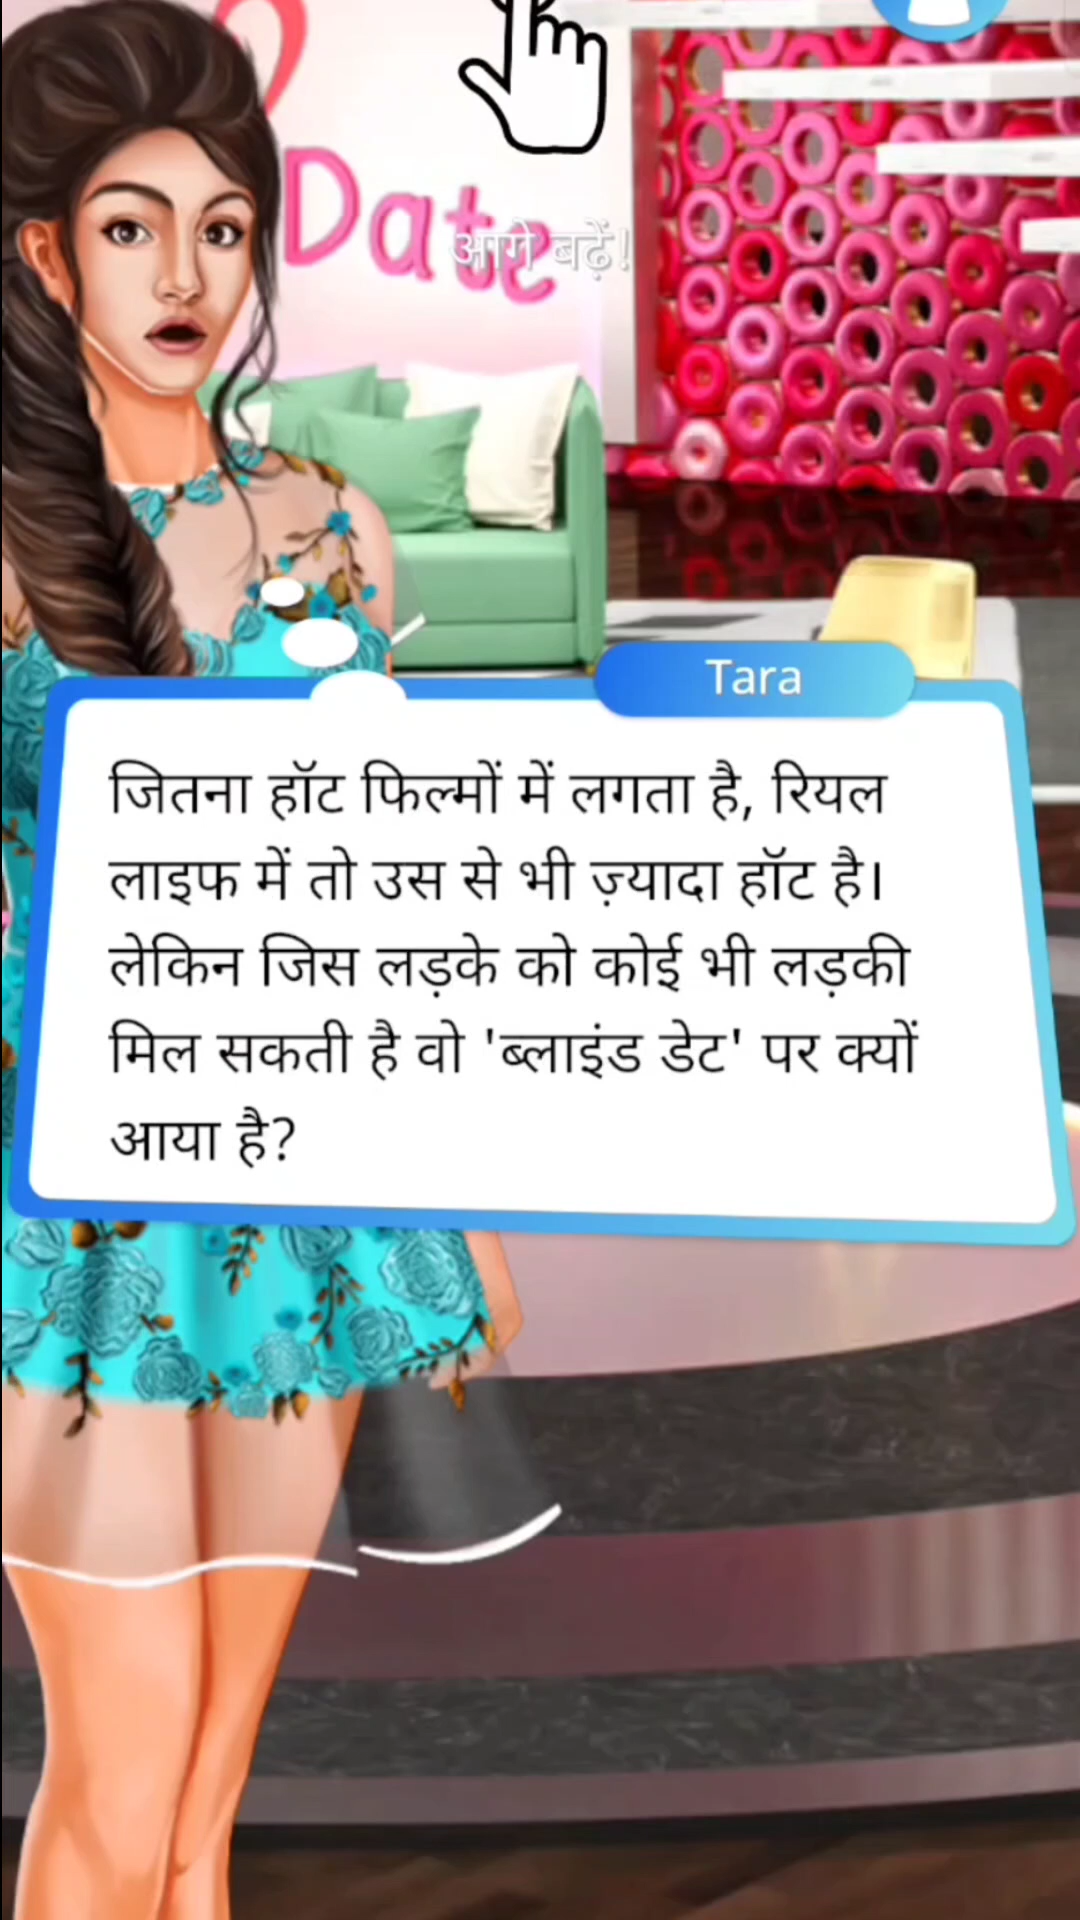 Date
आगे बढ़ें!
Tara
जितना हॉट फिल्मों में लगता है, रियल
लाइफ में तो उस से भी ज़्यादा हॉट है।
लेकिन जिस लड़के को कोई भी लड़की
मिल सकती है वो 'ब्लाइंड डेट' पर क्यों
आया है?